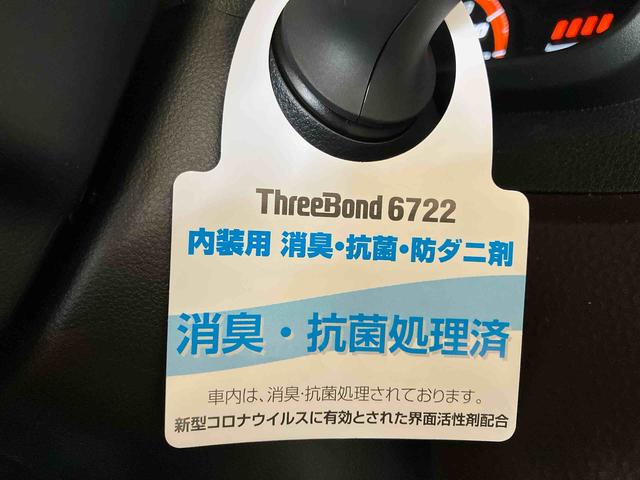 ThreeBond 6722
内装用 消臭・抗菌・防ダニ剤
消臭・抗菌処理済
車内は、消臭・抗菌処理されております。
新型コロナウイルスに有効とされた界面活性剤配合